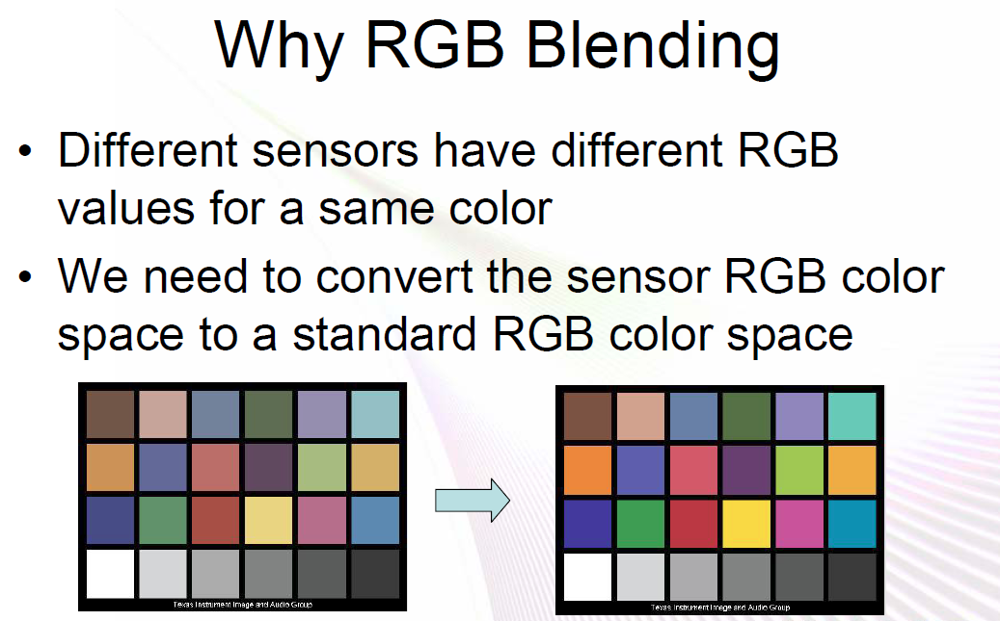 Why RGB Blending
• Different sensors have different RGB
values for a same color
• We need to convert the sensor RGB color
space to a standard RGB color space
Texas Instrument Image and Audio Group
Texas Instrument Image and Audio Group